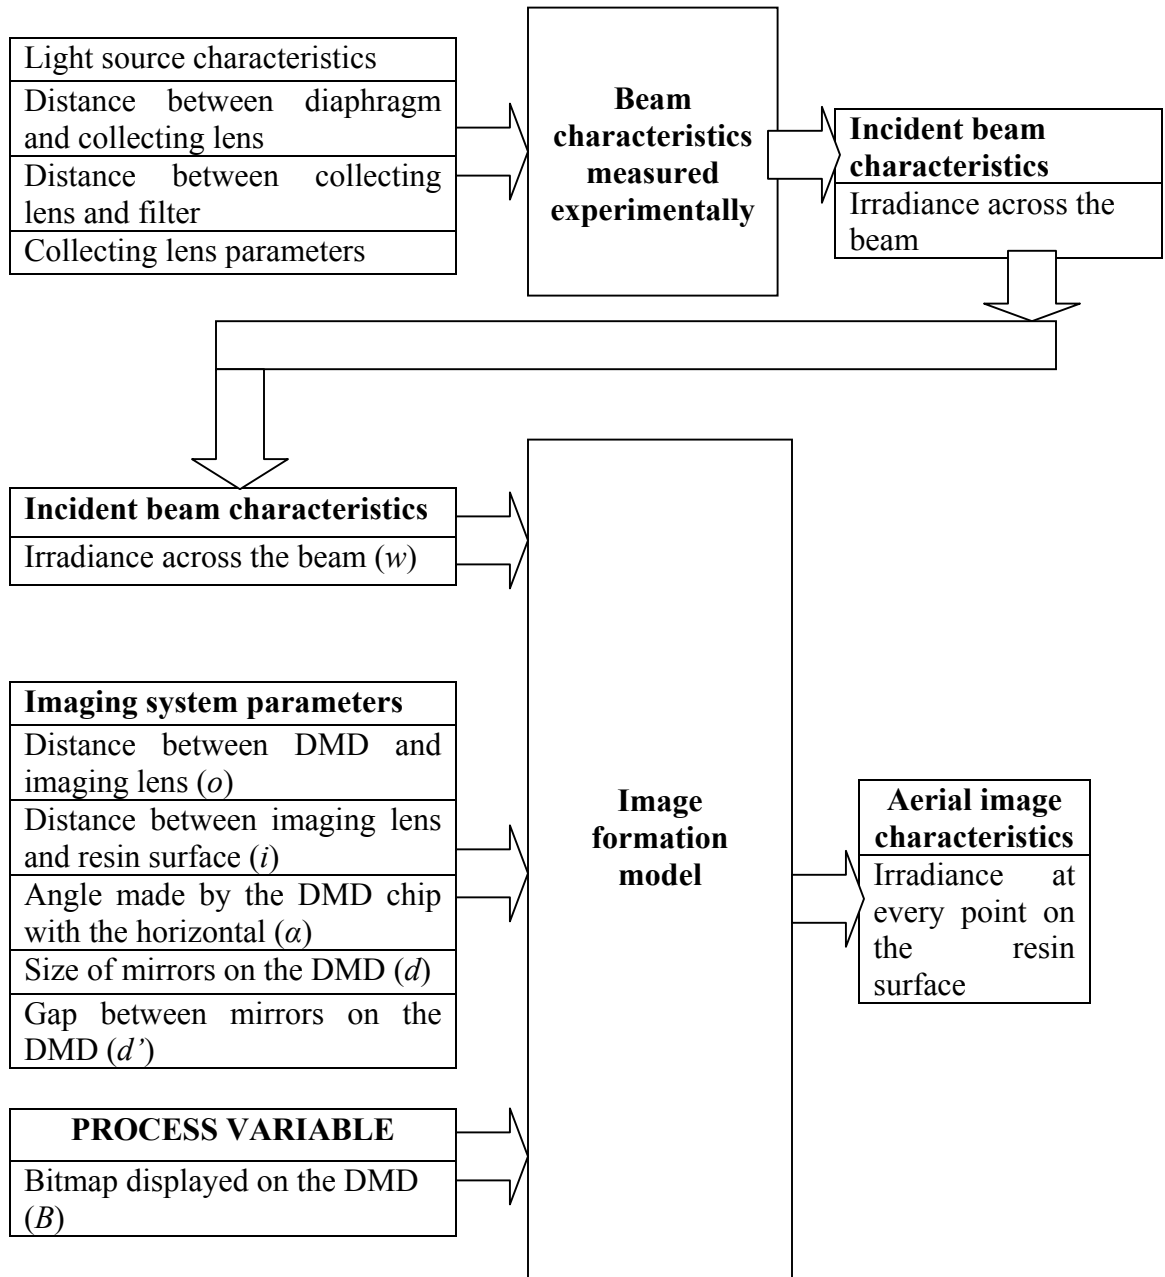 Light source characteristics
Distance between diaphragm
and collecting lens
Distance between collecting
lens and filter
Collecting lens parameters
Beam
characteristics
measured
experimentally
Incident beam
characteristics
Irradiance across the
beam
Incident beam characteristics
Irradiance across the beam (w)
Imaging system parameters
Distance between DMD and
imaging lens (o)
Distance between imaging lens
and resin surface (i)
Angle made by the DMD chip
with the horizontal (α)
Size of mirrors on the DMD (d)
Gap between mirrors on the
DMD (d’)
PROCESS VARIABLE
Bitmap displayed on the DMD
(B)
Image
formation
model
Aerial image
characteristics
Irradiance at
every point on
the resin
surface